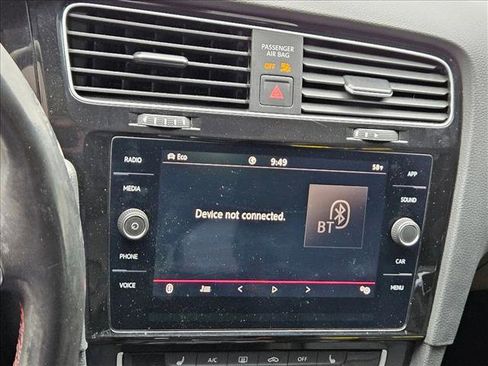 PASSENGER
AIR BAG
OFF
RADIO
Eco
9:49
58°F
APP
MEDIA
SOUND
Device not connected.
BT
PHONE
CAR
VOICE
MENU
A/C
OFF